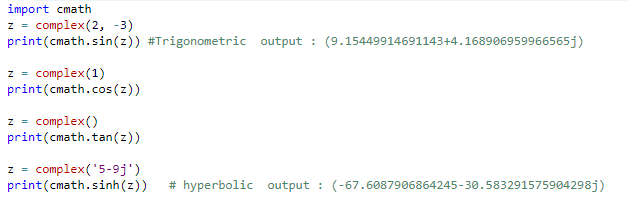 import cmath
z = complex(2, -3)
print(cmath.sin(z)) #Trigonometric  output : (9.15449914691143+4.168906959966565j)
z = complex(1)
print(cmath.cos(z))
z = complex()
print(cmath.tan(z))
z = complex('5-9j')
print(cmath.sinh(z))   # hyperbolic  output : (-67.6087906864245-30.583291575904298j)